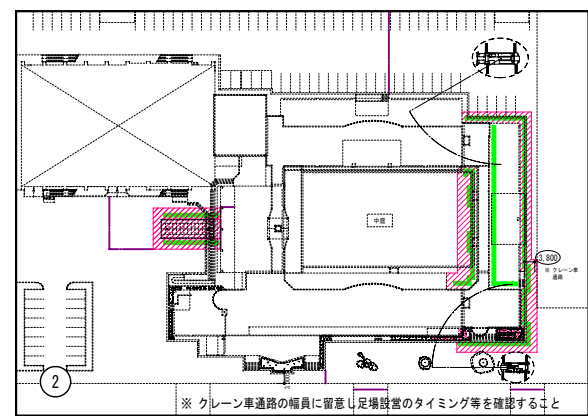 中庭
3,800
※ クレーン車
通路
2
※ クレーン車通路の幅員に留意し足場設営のタイミング等を確認すること